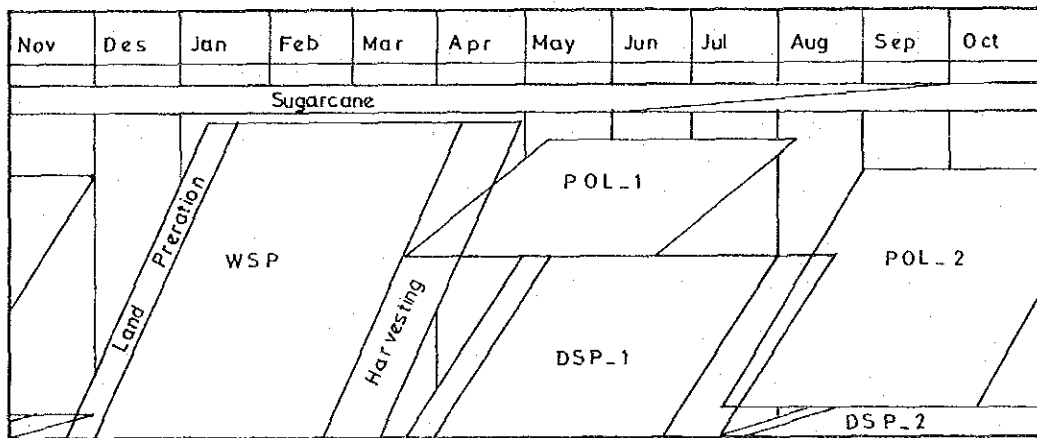 Nov Des Jan Feb Mar Apr May Jun Jul Aug Sep Oct
Sugarcane
POL_1
Land Preration
WSP
POL_2
Harvesting
DSP_1
DSP_2